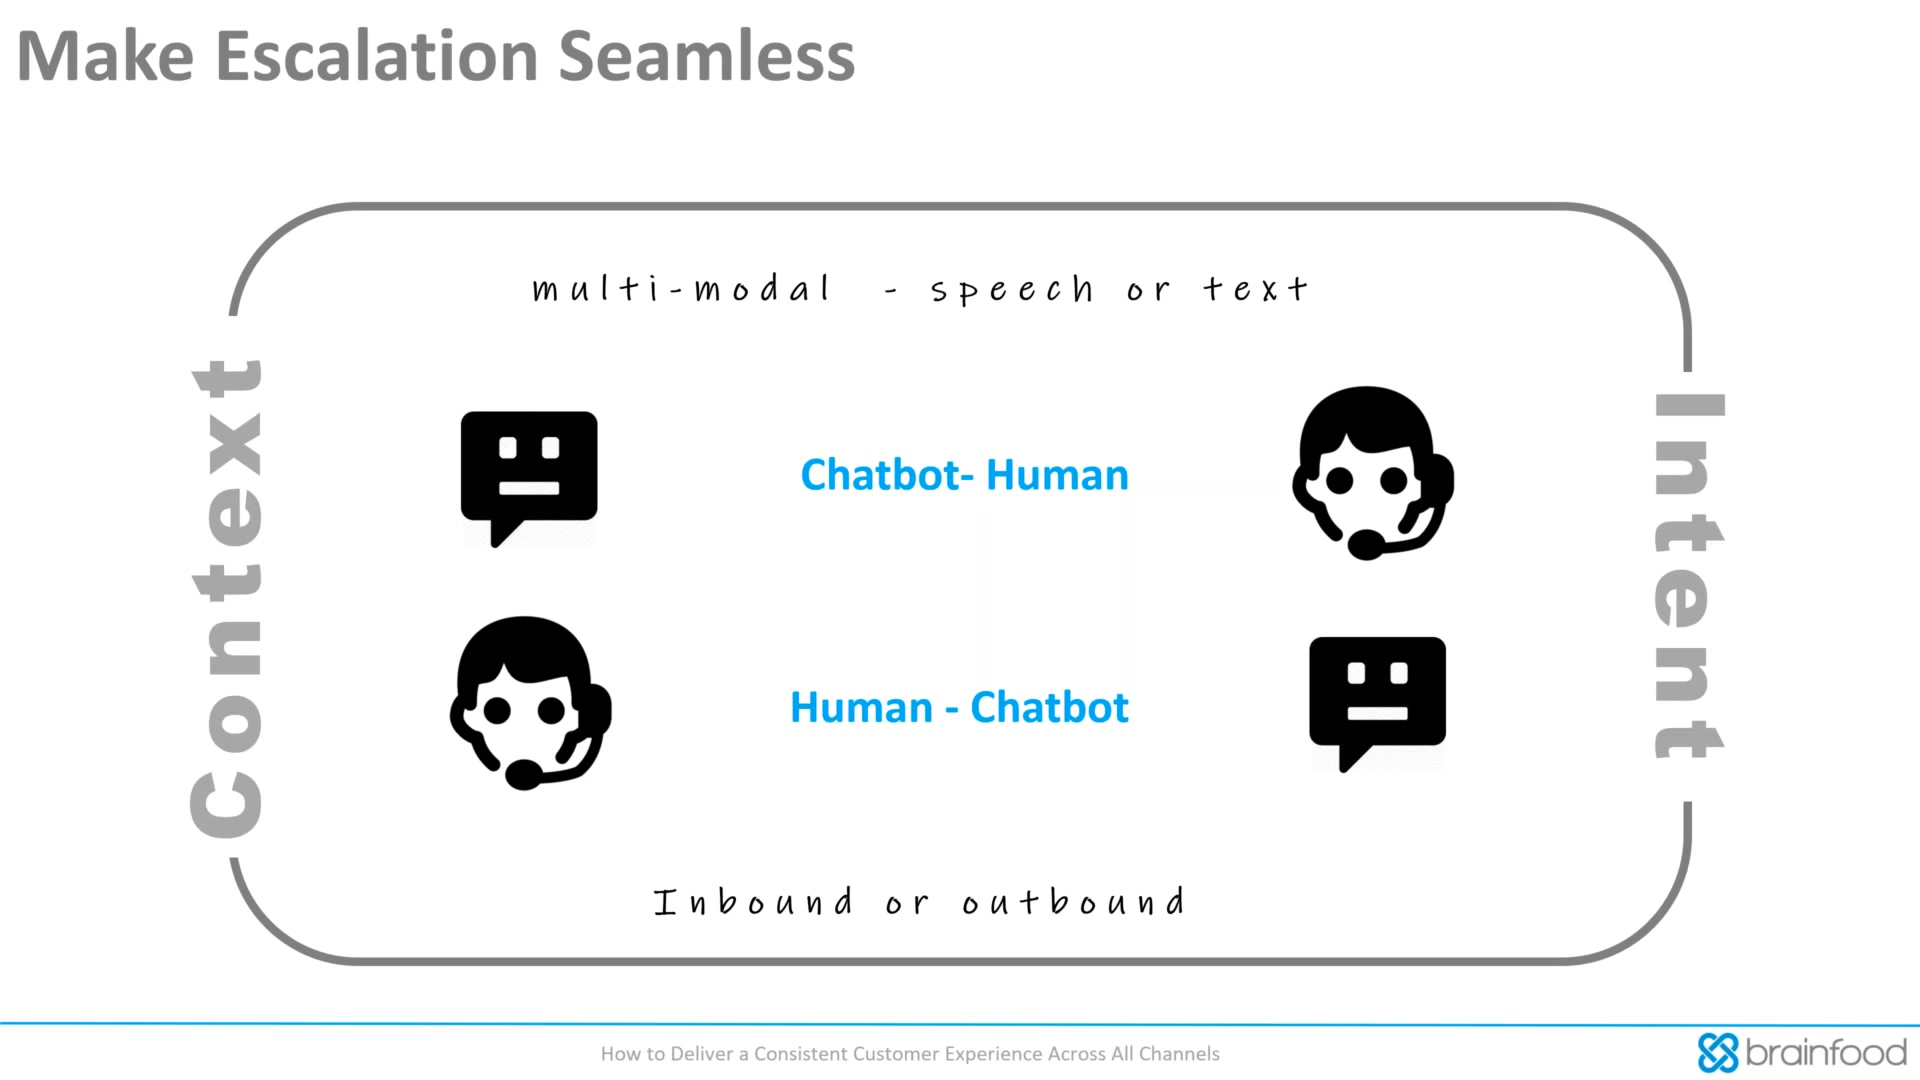 Make Escalation Seamless
multi-modal - speech or text
Context
Chatbot- Human
Intent
Human - Chatbot
Inbound or outbound
How to Deliver a Consistent Customer Experience Across All Channels
brainfood